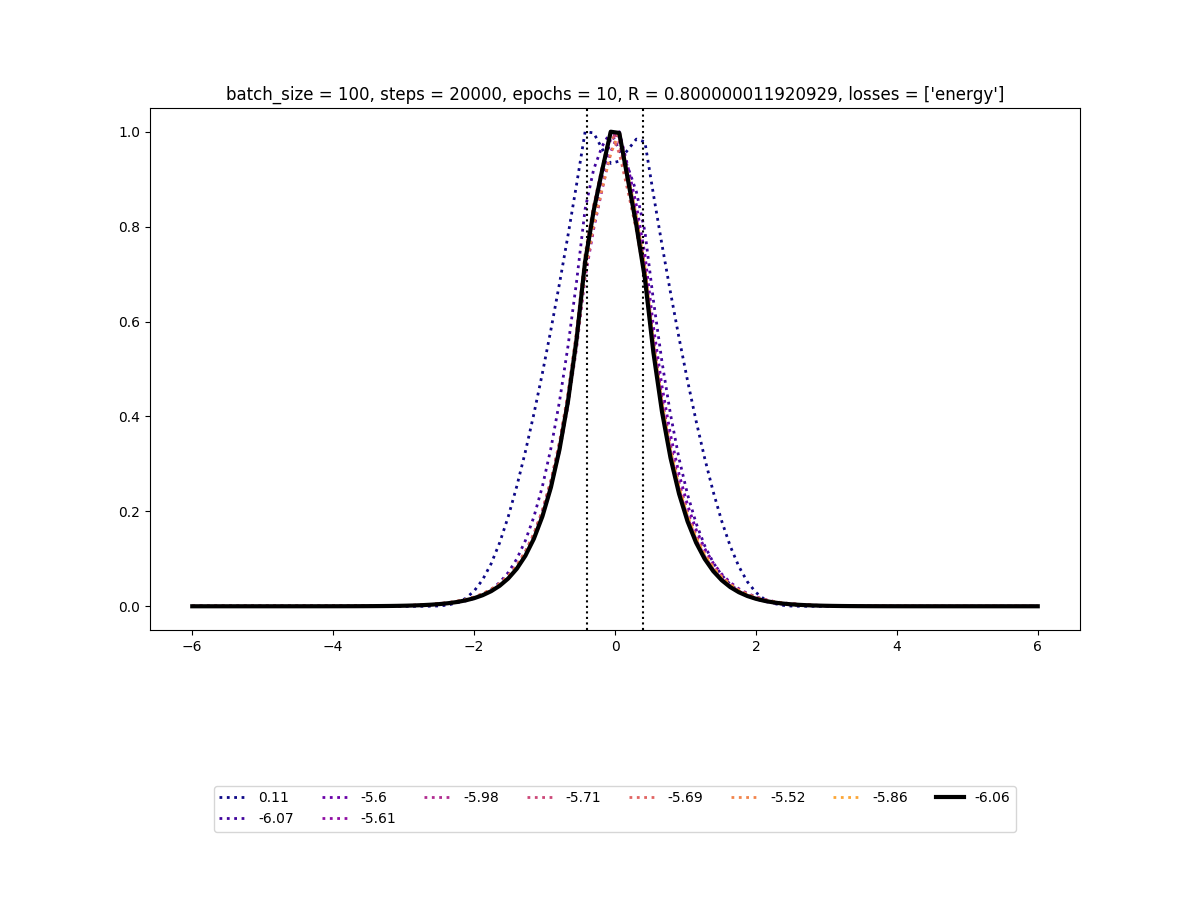 batch_size = 100, steps = 20000, epochs = 10, R = 0.800000011920929, losses = ['energy']
1.0
0.8
0.6
0.4
0.2
0.0
−6 −4 −2 0 2 4 6
0.11 -5.6 -5.98 -5.71 -5.69 -5.52 -5.86 -6.06
-6.07 -5.61